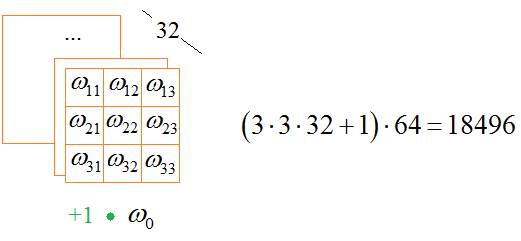 ... 32
ω11 ω12 ω13
ω21 ω22 ω23
ω31 ω32 ω33
(3·3·32+1)·64=18496
+1 • ω0